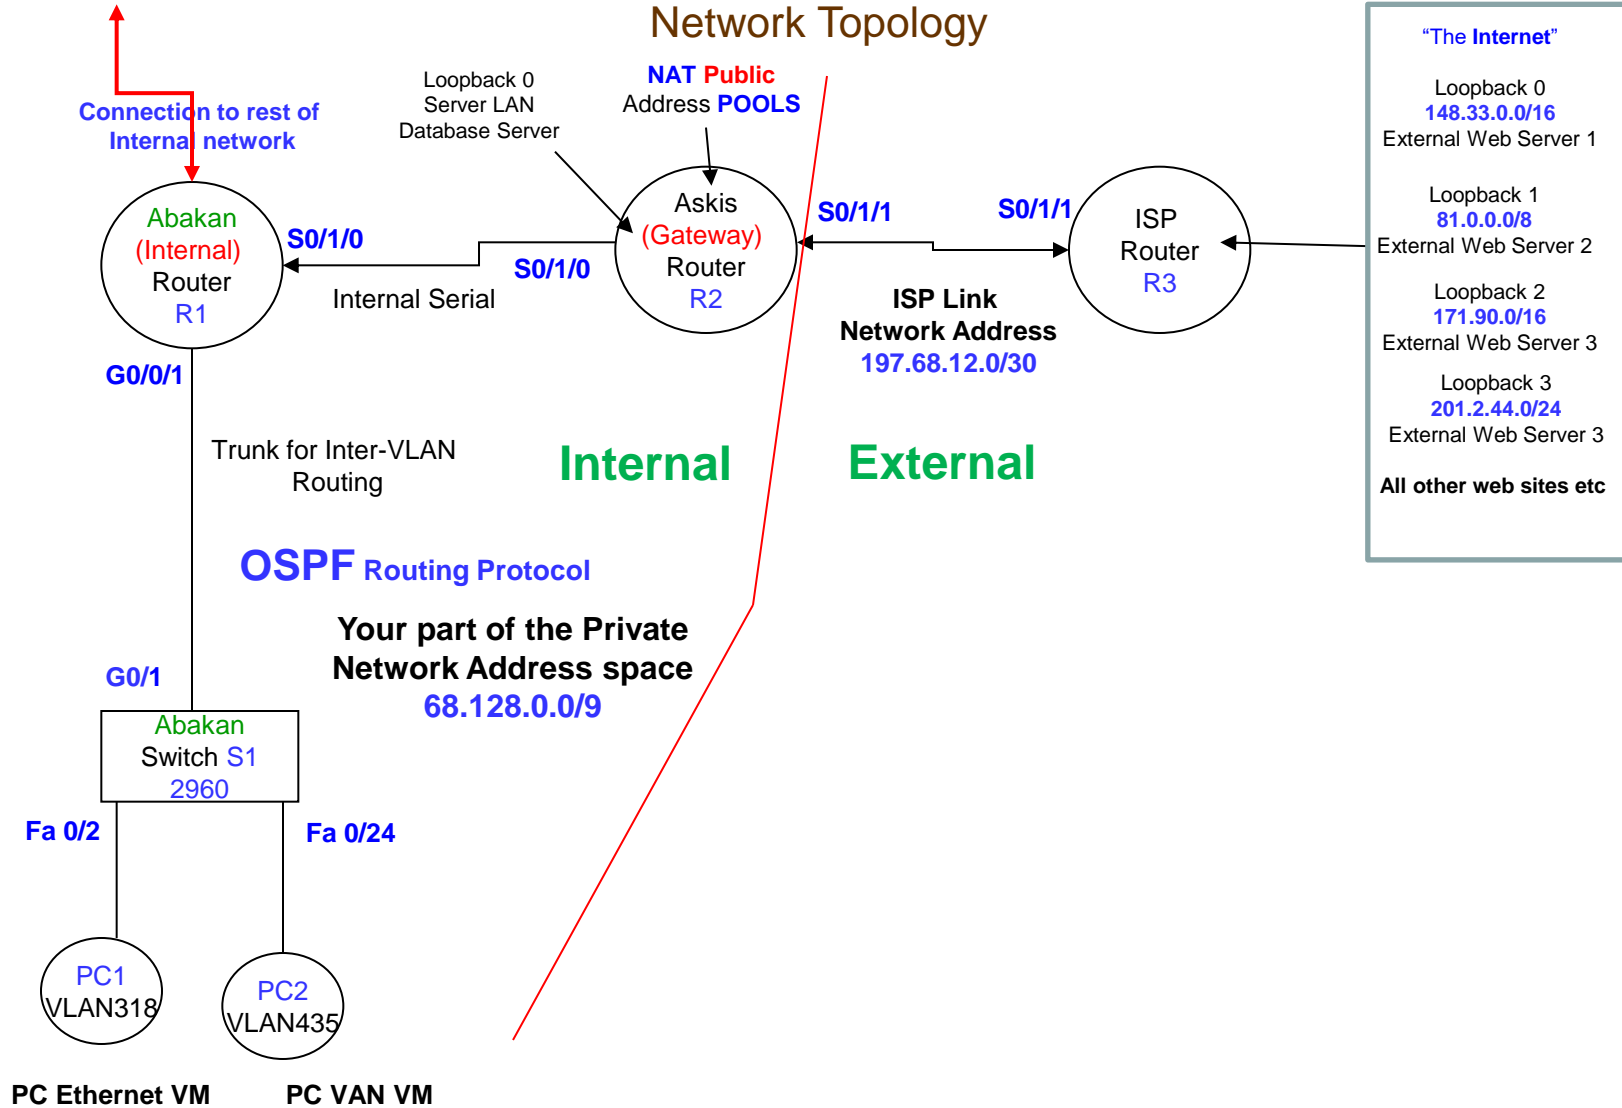 Network Topology
Connection to rest of
Internal network
Loopback 0
Server LAN
Database Server
NAT Public
Address POOLS
Abakan
(Internal)
Router
R1
S0/1/0
S0/1/0
Internal Serial
Askis
(Gateway)
Router
R2
S0/1/1
S0/1/1
ISP
Router
R3
ISP Link
Network Address
197.68.12.0/30
“The Internet”
Loopback 0
148.33.0.0/16
External Web Server 1
Loopback 1
81.0.0.0/8
External Web Server 2
Loopback 2
171.90.0/16
External Web Server 3
Loopback 3
201.2.44.0/24
External Web Server 3
All other web sites etc
G0/0/1
Trunk for Inter-VLAN
Routing
Internal
External
OSPF Routing Protocol
Your part of the Private
Network Address space
68.128.0.0/9
G0/1
Abakan
Switch S1
2960
Fa 0/2
Fa 0/24
PC1
VLAN318
PC2
VLAN435
PC Ethernet VM
PC VAN VM